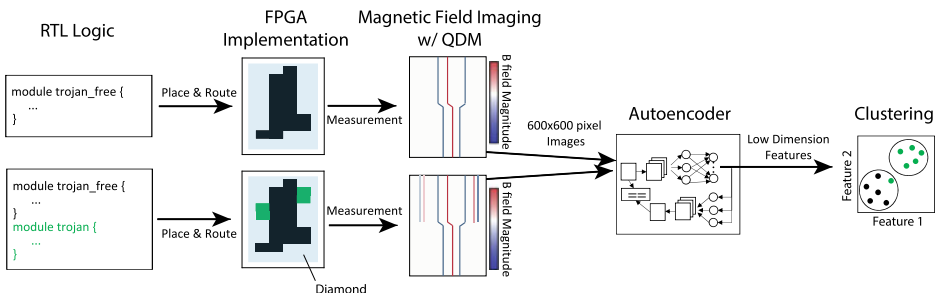 RTL Logic
FPGA
Implementation
Magnetic Field Imaging
w/ QDM
module trojan_free {
...
}
Place & Route
Measurement
B field Magnitude
600x600 pixel
Images
Autoencoder
Low Dimension
Features
Clustering
Feature 2
Feature 1
module trojan_free {
...
}
module trojan {
...
}
Place & Route
Measurement
B field Magnitude
Diamond